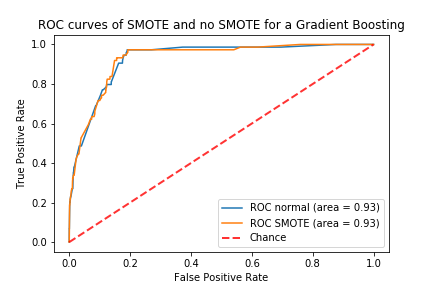 ROC curves of SMOTE and no SMOTE for a Gradient Boosting
1.0
0.8
0.6
0.4
0.2
0.0
True Positive Rate
ROC normal (area = 0.93)
ROC SMOTE (area = 0.93)
Chance
0.0 0.2 0.4 0.6 0.8 1.0
False Positive Rate